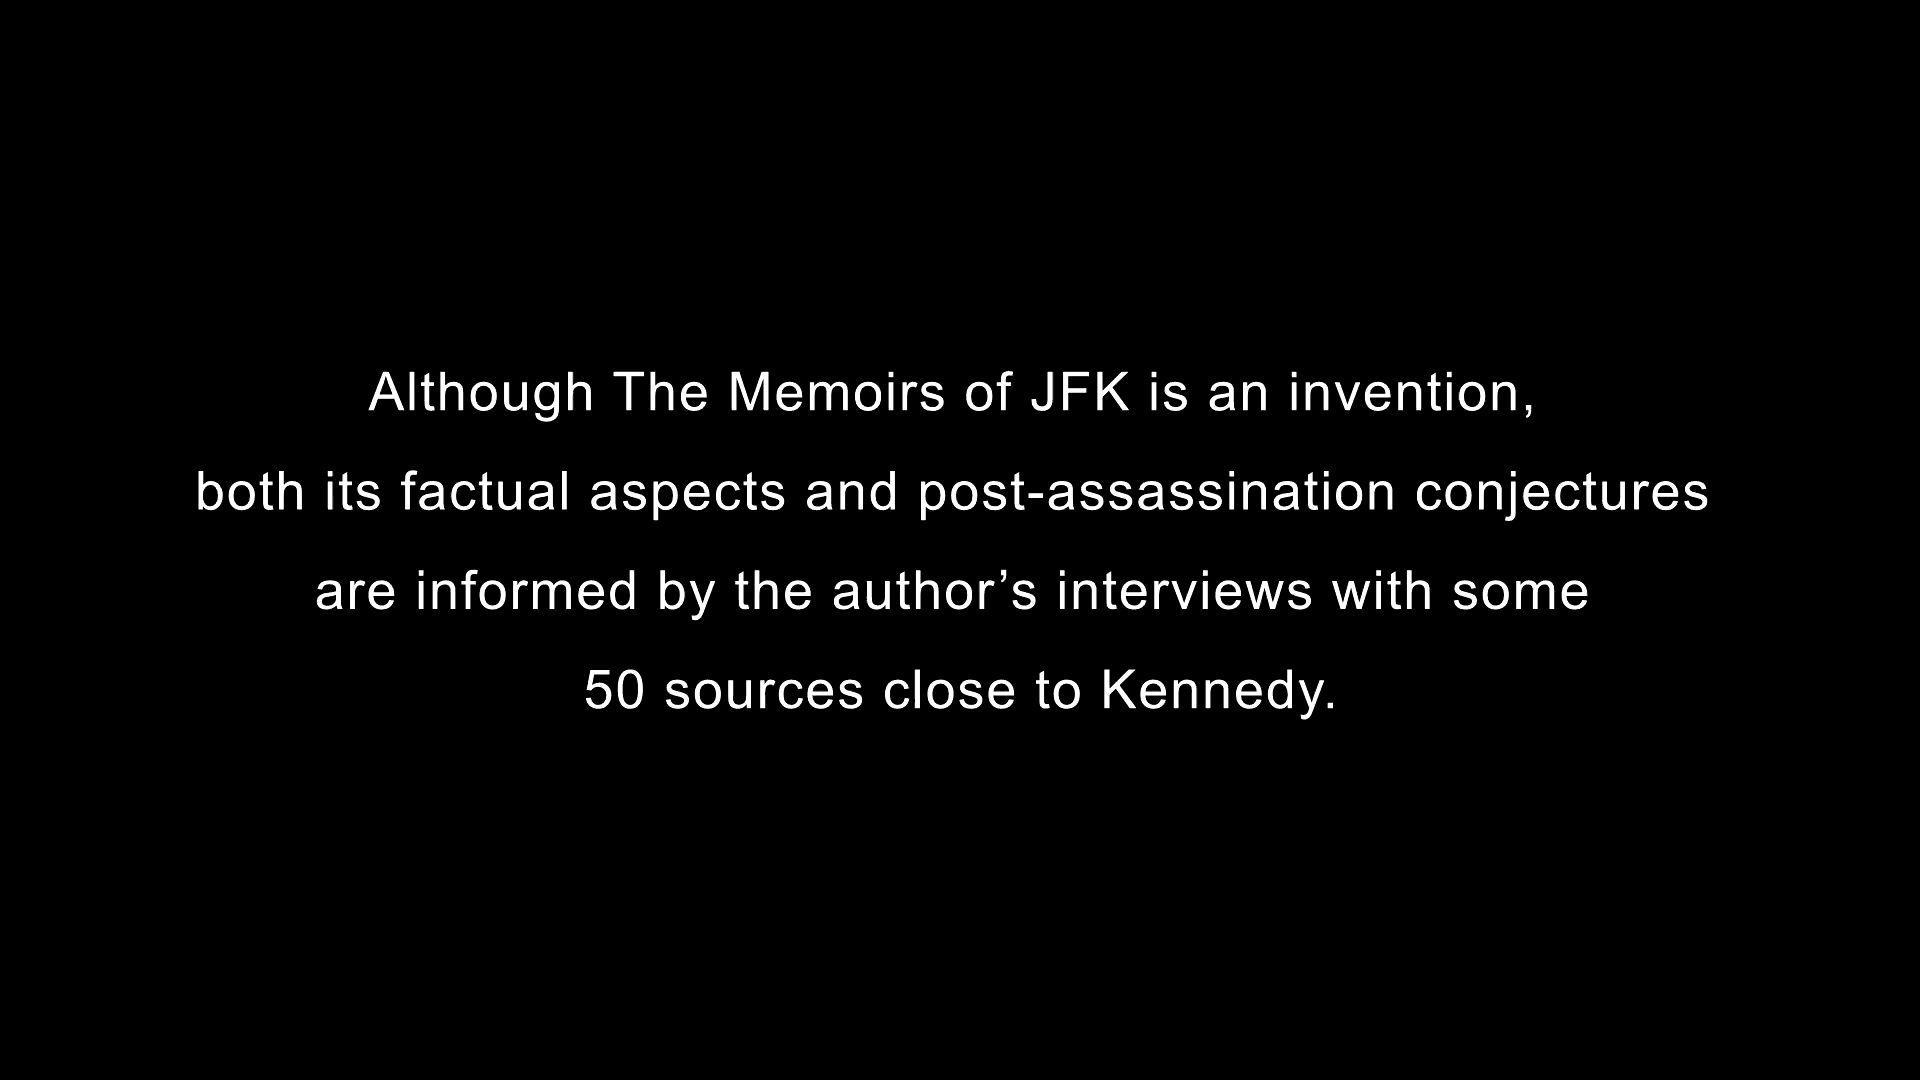 Although The Memoirs of JFK is an invention,
both its factual aspects and post-assassination conjectures
are informed by the author’s interviews with some
50 sources close to Kennedy.